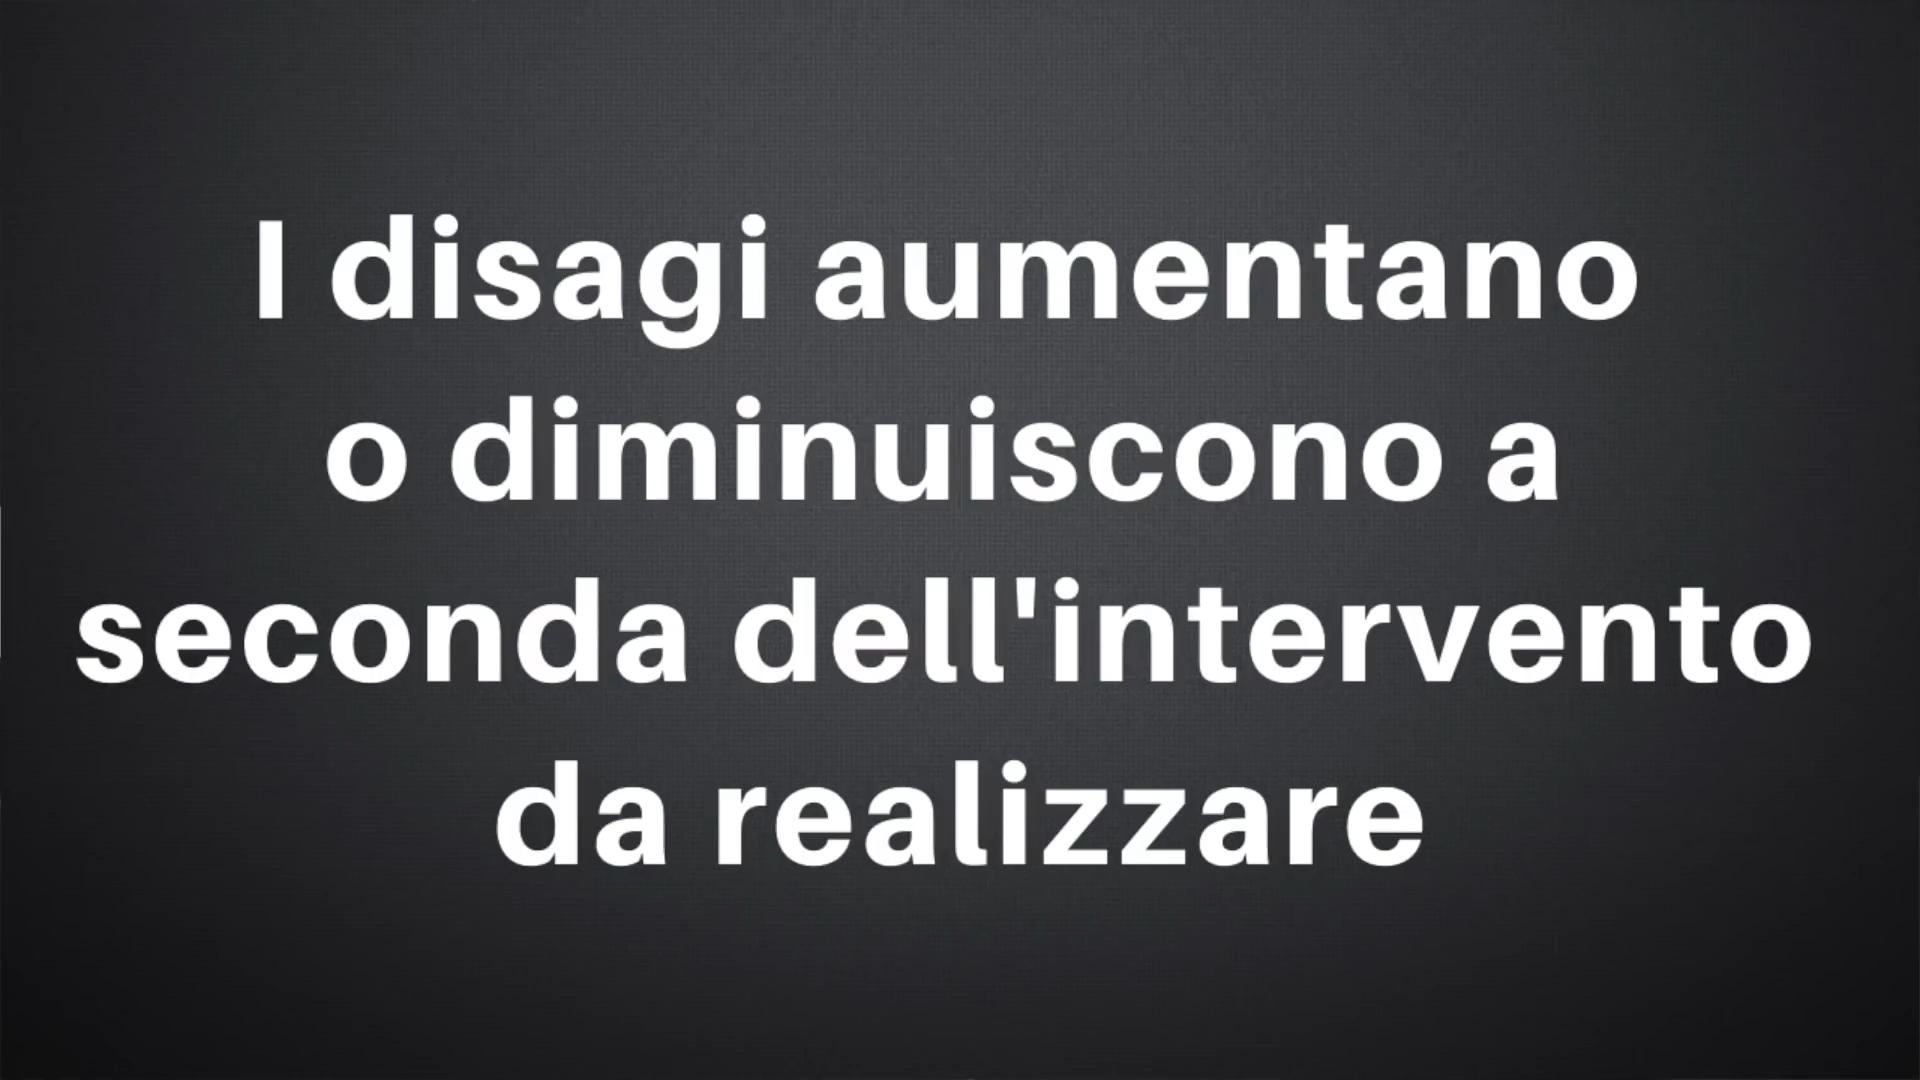 I disagi aumentano
o diminuiscono a
seconda dell'intervento
da realizzare